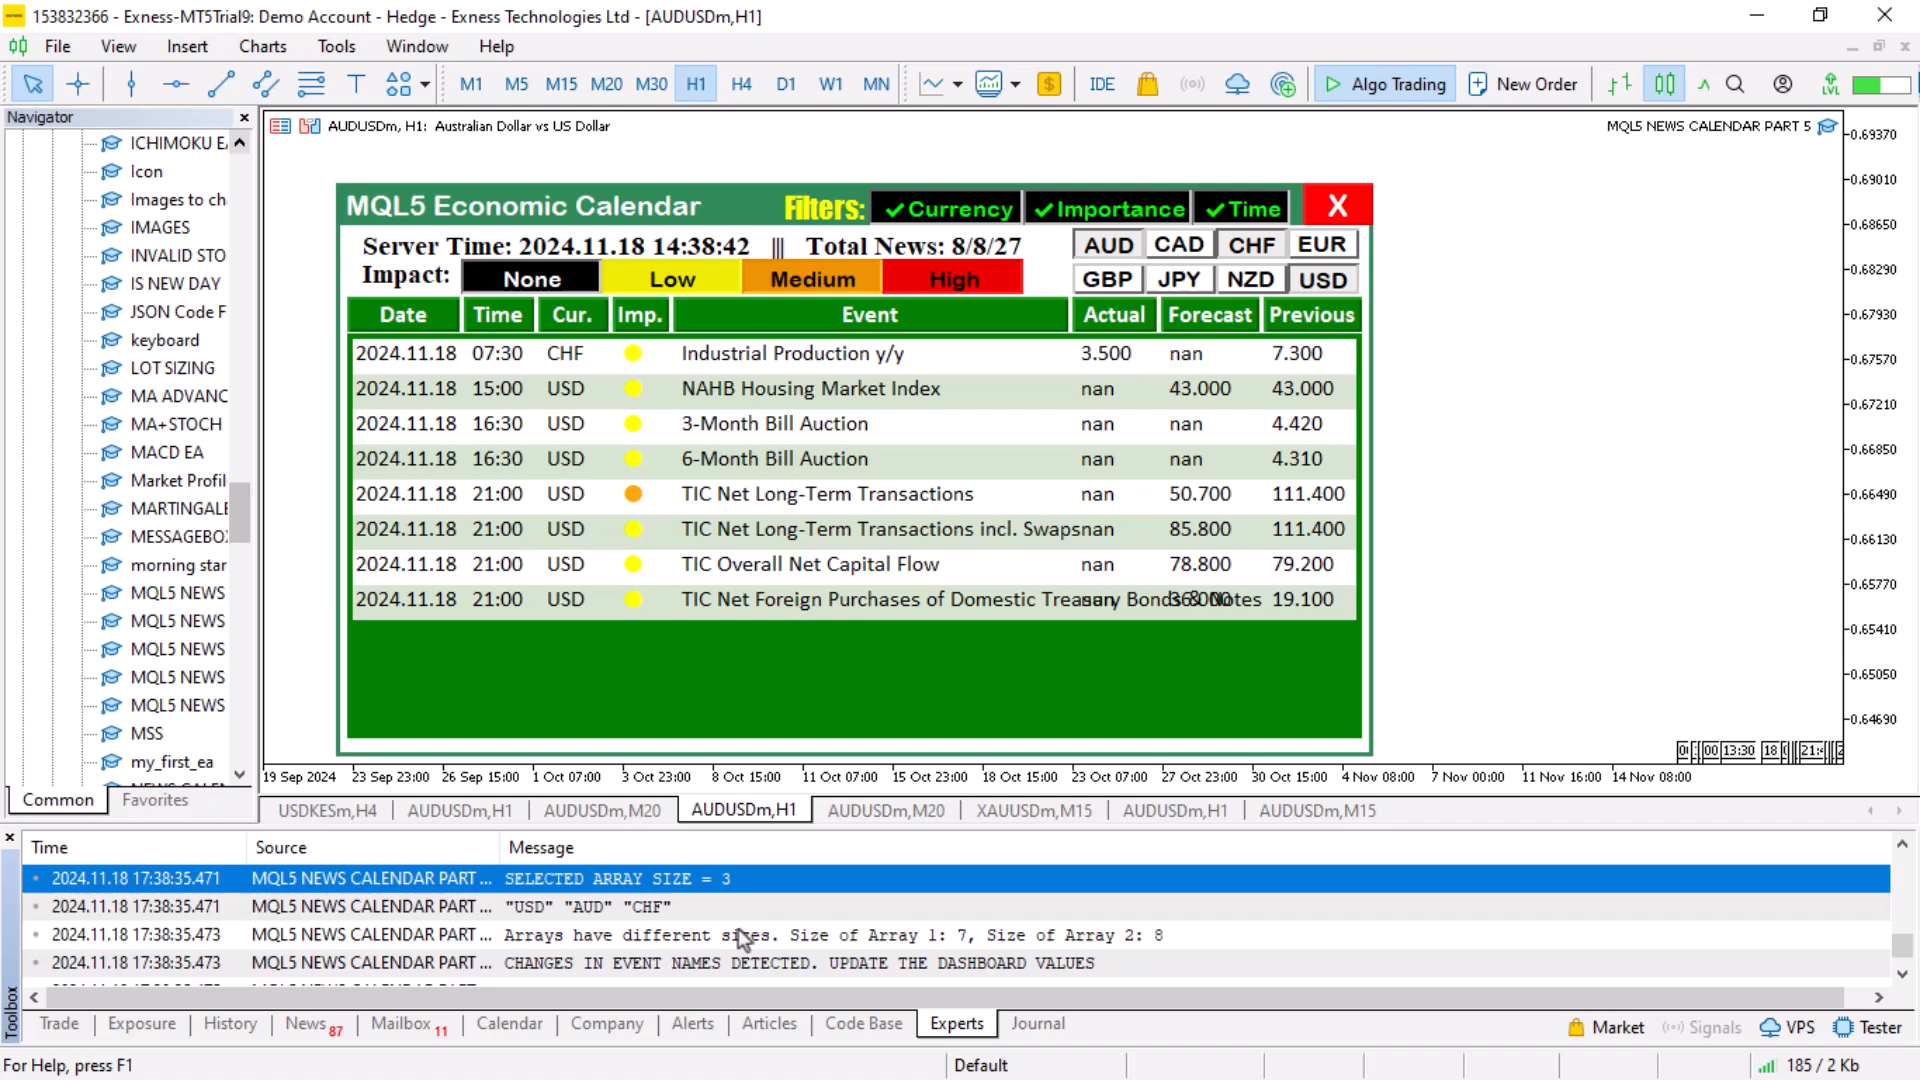 153832366 - Exness-MT5Trial9: Demo Account - Hedge - Exness Technologies Ltd - [AUDUSDm,H1]
File View Insert Charts Tools Window Help
M1 M5 M15 M20 M30 H1 H4 D1 W1 MN IDE Algo Trading New Order LVL
Navigator
ICHIMOKU EA
Icon
Images to ch
IMAGES
INVALID STO
IS NEW DAY
JSON Code F
keyboard
LOT SIZING
MA ADVANC
MA+STOCH
MACD EA
Market Profil
MARTINGALE
MESSAGEBOX
morning star
MQL5 NEWS
MQL5 NEWS
MQL5 NEWS
MQL5 NEWS
MQL5 NEWS
MSS
my_first_ea
Common Favorites
AUDUSDm, H1: Australian Dollar vs US Dollar
MQL5 NEWS CALENDAR PART 5
MQL5 Economic Calendar Filters: Currency Importance Time X
Server Time: 2024.11.18 14:38:42 ||| Total News: 8/8/27
AUD CAD CHF EUR
Impact: None Low Medium High
GBP JPY NZD USD
Date Time Cur. Imp. Event Actual Forecast Previous
2024.11.18 07:30 CHF Industrial Production y/y 3.500 nan 7.300
2024.11.18 15:00 USD NAHB Housing Market Index nan 43.000 43.000
2024.11.18 16:30 USD 3-Month Bill Auction nan nan 4.420
2024.11.18 16:30 USD 6-Month Bill Auction nan nan 4.310
2024.11.18 21:00 USD TIC Net Long-Term Transactions nan 50.700 111.400
2024.11.18 21:00 USD TIC Net Long-Term Transactions incl. Swaps nan 85.800 111.400
2024.11.18 21:00 USD TIC Overall Net Capital Flow nan 78.800 79.200
2024.11.18 21:00 USD TIC Net Foreign Purchases of Domestic Treasury Bonds & Notes nan 19.100
0.69370
0.69010
0.68650
0.68290
0.67930
0.67570
0.67210
0.66850
0.66490
0.66130
0.65770
0.65410
0.65050
0.64690
00 13:30 18
19 Sep 2024 23 Sep 23:00 26 Sep 15:00 1 Oct 07:00 3 Oct 23:00 8 Oct 15:00 11 Oct 07:00 15 Oct 23:00 18 Oct 15:00 23 Oct 07:00 27 Oct 23:00 30 Oct 15:00 4 Nov 08:00 7 Nov 00:00 11 Nov 16:00 14 Nov 08:00
USDKESm,H4 AUDUSDm,H1 AUDUSDm,M20 AUDUSDm,H1 AUDUSDm,M20 XAUUSDm,M15 AUDUSDm,H1 AUDUSDm,M15
Time Source Message
2024.11.18 17:38:35.471 MQL5 NEWS CALENDAR PART ... SELECTED ARRAY SIZE = 3
2024.11.18 17:38:35.471 MQL5 NEWS CALENDAR PART ... "USD" "AUD" "CHF"
2024.11.18 17:38:35.473 MQL5 NEWS CALENDAR PART ... Arrays have different sizes. Size of Array 1: 7, Size of Array 2: 8
2024.11.18 17:38:35.473 MQL5 NEWS CALENDAR PART ... CHANGES IN EVENT NAMES DETECTED. UPDATE THE DASHBOARD VALUES
Toolbox
Trade Exposure History News 87 Mailbox 11 Calendar Company Alerts Articles Code Base Experts Journal
Market Signals VPS Tester
For Help, press F1 Default 185 / 2 Kb